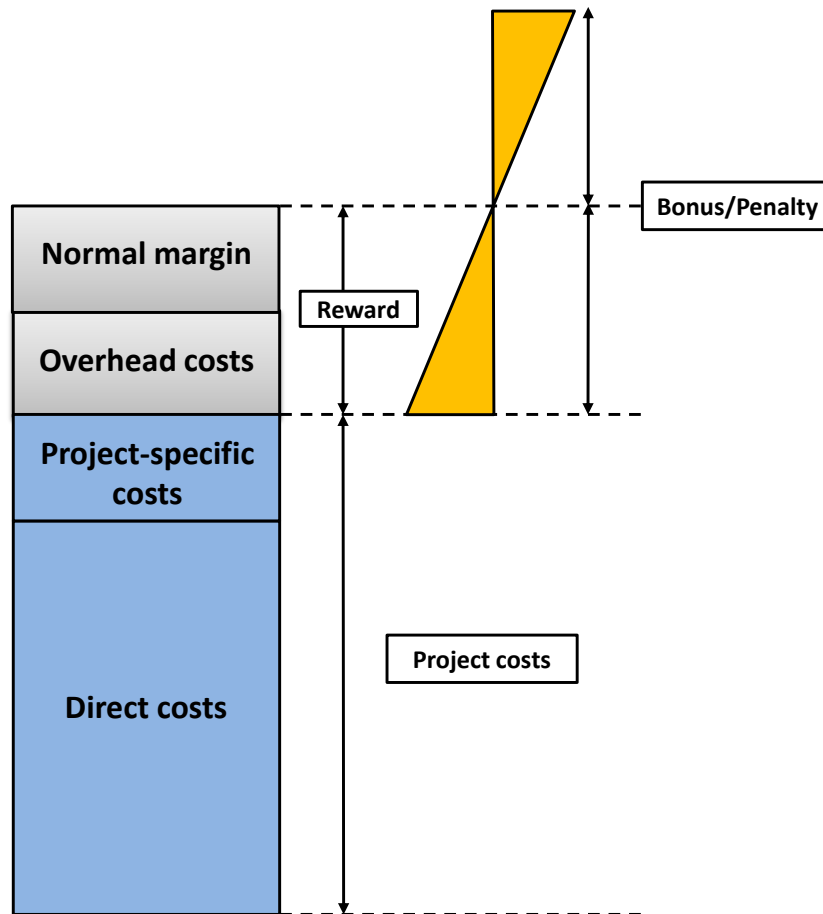 Bonus/Penalty
Normal margin
Reward
Overhead costs
Project-specific
costs
Project costs
Direct costs